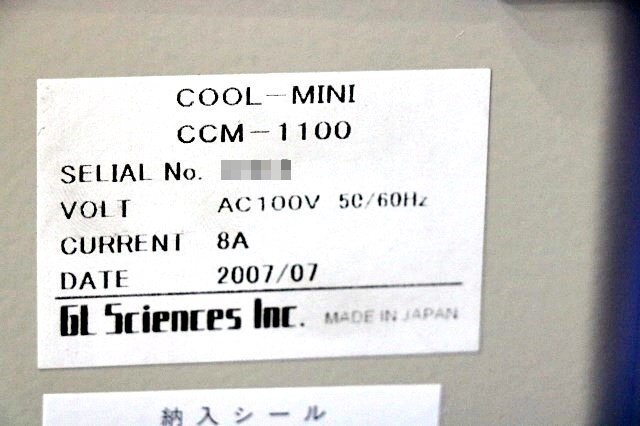 COOL-MINI
CCM-1100
SELIAL No.
VOLT AC100V 50/60Hz
CURRENT 8A
DATE 2007/07
GL Sciences Inc. MADE IN JAPAN
納入シール